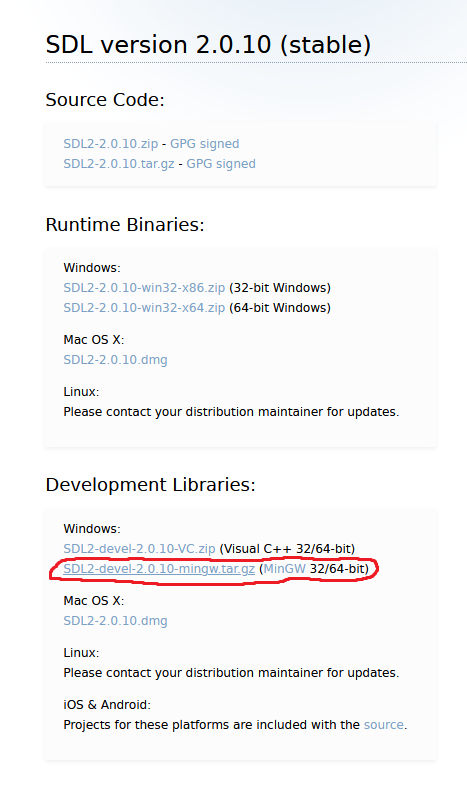 SDL version 2.0.10 (stable)
Source Code:
SDL2-2.0.10.zip - GPG signed
SDL2-2.0.10.tar.gz - GPG signed
Runtime Binaries:
Windows:
SDL2-2.0.10-win32-x86.zip (32-bit Windows)
SDL2-2.0.10-win32-x64.zip (64-bit Windows)
Mac OS X:
SDL2-2.0.10.dmg
Linux:
Please contact your distribution maintainer for updates.
Development Libraries:
Windows:
SDL2-devel-2.0.10-VC.zip (Visual C++ 32/64-bit)
SDL2-devel-2.0.10-mingw.tar.gz (MinGW 32/64-bit)
Mac OS X:
SDL2-2.0.10.dmg
Linux:
Please contact your distribution maintainer for updates.
iOS & Android:
Projects for these platforms are included with the source.